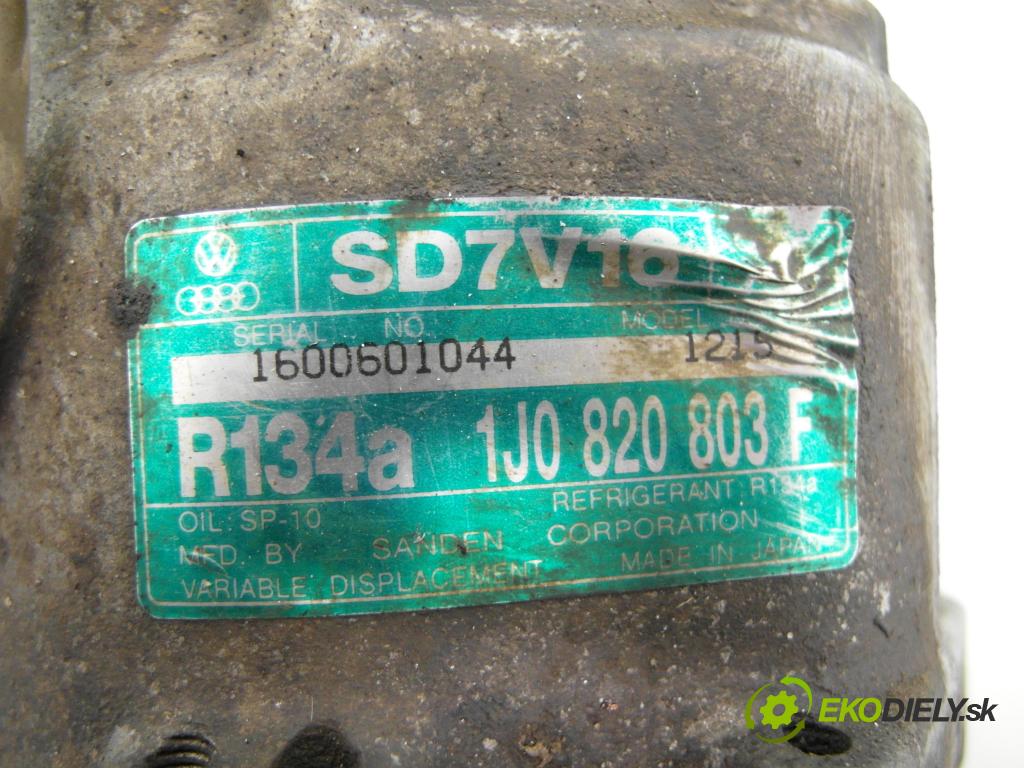 SD7V16
SERIAL NO.
MODEL
1600601044 1215
R134a 1J0 820 803 F
OIL: SP-10
REFRIGERANT: R134a
MFD. BY SANDEN CORPORATION
VARIABLE DISPLACEMENT
MADE IN JAPAN
EKODIELY.sk